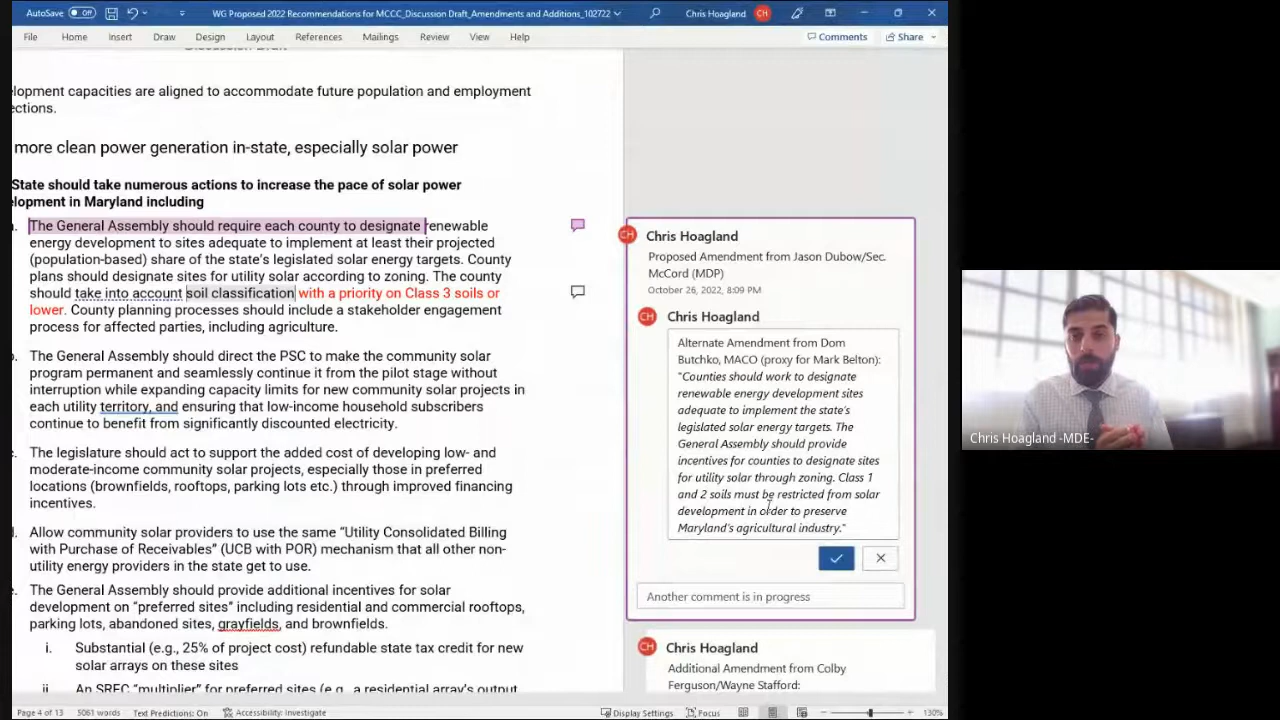 AutoSave Off
WG Proposed 2022 Recommendations for MCCC_Discussion Draft_Amendments and Additions_102722
Chris Hoagland CH
File Home Insert Draw Design Layout References Mailings Review View Help
Comments Share
elopment capacities are aligned to accommodate future population and employment
ections.
more clean power generation in-state, especially solar power
State should take numerous actions to increase the pace of solar power
elopment in Maryland including
The General Assembly should require each county to designate renewable
energy development to sites adequate to implement at least their projected
(population-based) share of the state's legislated solar energy targets. County
plans should designate sites for utility solar according to zoning. The county
should take into account soil classification with a priority on Class 3 soils or
lower. County planning processes should include a stakeholder engagement
process for affected parties, including agriculture.
The General Assembly should direct the PSC to make the community solar
program permanent and seamlessly continue it from the pilot stage without
interruption while expanding capacity limits for new community solar projects in
each utility territory, and ensuring that low-income household subscribers
continue to benefit from significantly discounted electricity.
The legislature should act to support the added cost of developing low- and
moderate-income community solar projects, especially those in preferred
locations (brownfields, rooftops, parking lots etc.) through improved financing
incentives.
Allow community solar providers to use the same “Utility Consolidated Billing
with Purchase of Receivables” (UCB with POR) mechanism that all other non-
utility energy providers in the state get to use.
The General Assembly should provide additional incentives for solar
development on “preferred sites” including residential and commercial rooftops,
parking lots, abandoned sites, grayfields, and brownfields.
i. Substantial (e.g., 25% of project cost) refundable state tax credit for new
solar arrays on these sites
ii. An SREC “multiplier” for preferred sites (e.g., a residential array's output
CH Chris Hoagland
Proposed Amendment from Jason Dubow/Sec.
McCord (MDP)
October 26, 2022, 8:09 PM
CH Chris Hoagland
Alternate Amendment from Dom
Butchko, MACO (proxy for Mark Belton):
“Counties should work to designate
renewable energy development sites
adequate to implement the state's
legislated solar energy targets. The
General Assembly should provide
incentives for counties to designate sites
for utility solar through zoning. Class 1
and 2 soils must be restricted from solar
development in order to preserve
Maryland's agricultural industry.”
Another comment is in progress
CH Chris Hoagland
Additional Amendment from Colby
Ferguson/Wayne Stafford:
Chris Hoagland -MDE-
Page 4 of 13 5061 words Text Predictions: On Accessibility: Investigate
Display Settings Focus 130%